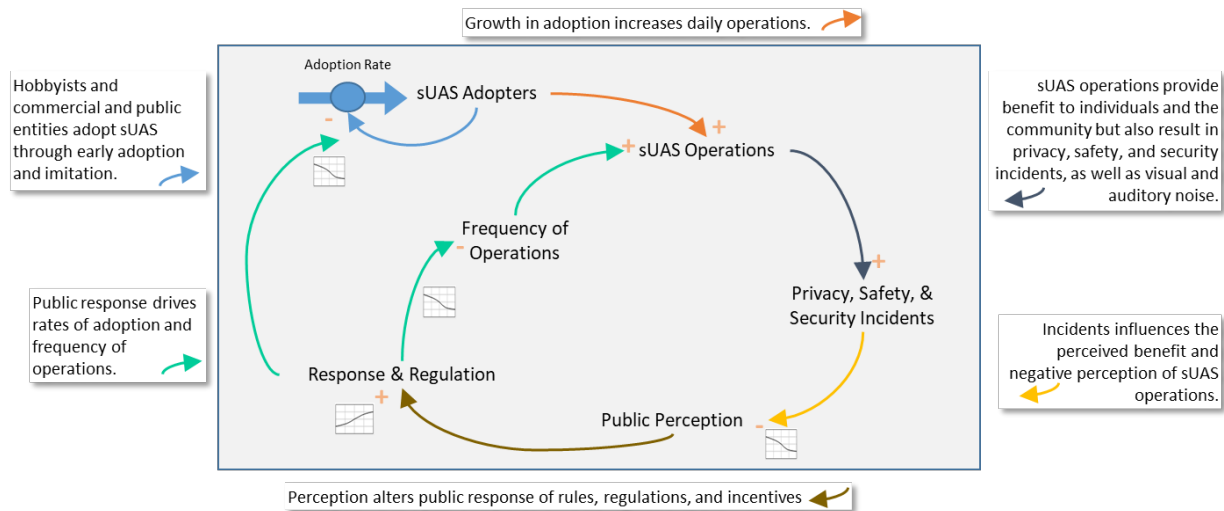 Growth in adoption increases daily operations.
Hobbyists and
commercial and public
entities adopt sUAS
through early adoption
and imitation.
Adoption Rate
sUAS Adopters
-
+
+
sUAS Operations
sUAS operations provide
benefit to individuals and the
community but also result in
privacy, safety, and security
incidents, as well as visual and
auditory noise.
Frequency of
Operations
-
+
Privacy, Safety, &
Security Incidents
Public response drives
rates of adoption and
frequency of
operations.
Incidents influences the
perceived benefit and
negative perception of sUAS
operations.
Response & Regulation
+
Public Perception
-
Perception alters public response of rules, regulations, and incentives